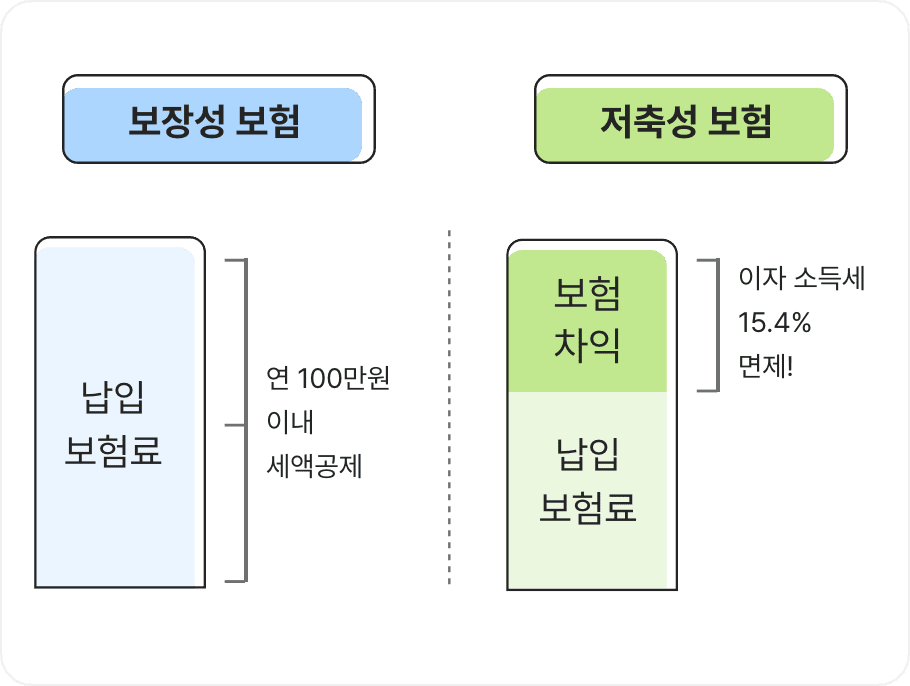 보장성 보험
저축성 보험
납입
보험료
연 100만원
이내
세액공제
보험
차익
납입
보험료
이자 소득세
15.4%
면제!